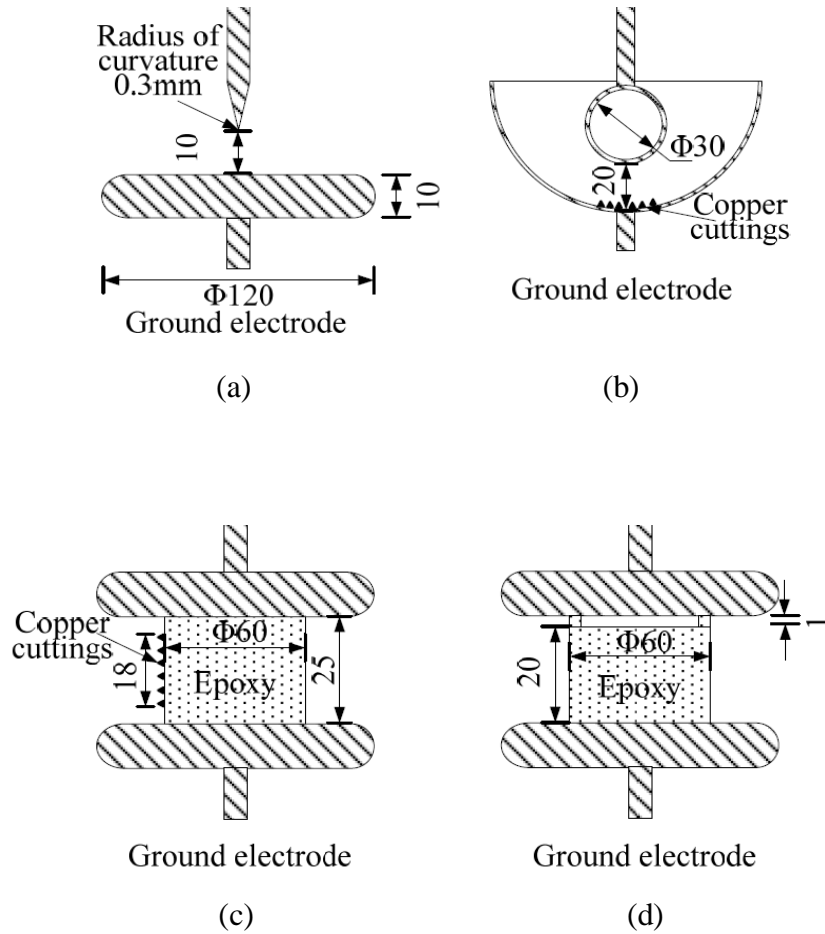 Radius of
curvature
0.3mm
10
10
Φ120
Ground electrode
(a)
Φ30
20
Copper
cuttings
Ground electrode
(b)
Copper
cuttings
18
Φ60
Epoxy
25
Ground electrode
(c)
1
20
Φ60
Epoxy
Ground electrode
(d)